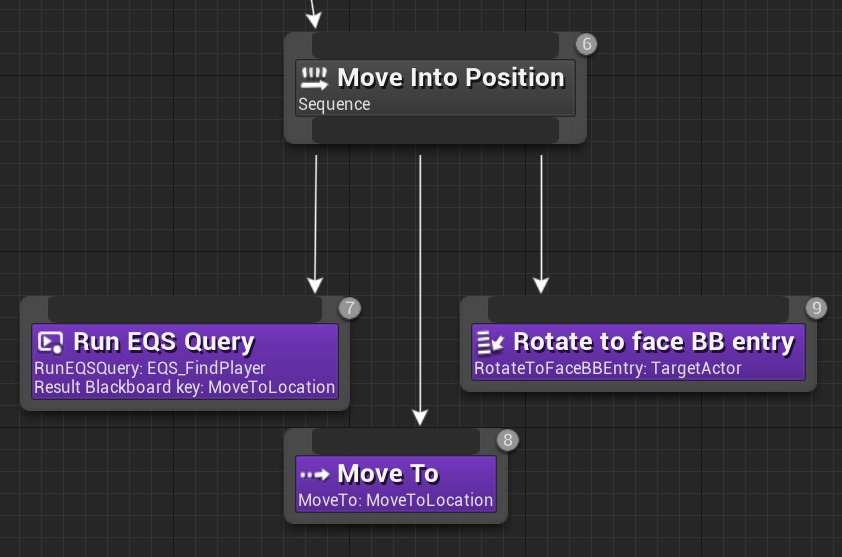 6
Move Into Position
Sequence
7
Run EQS Query
RunEQSQuery: EQS_FindPlayer
Result Blackboard key: MoveToLocation
9
Rotate to face BB entry
RotateToFaceBBEntry: TargetActor
8
Move To
MoveTo: MoveToLocation